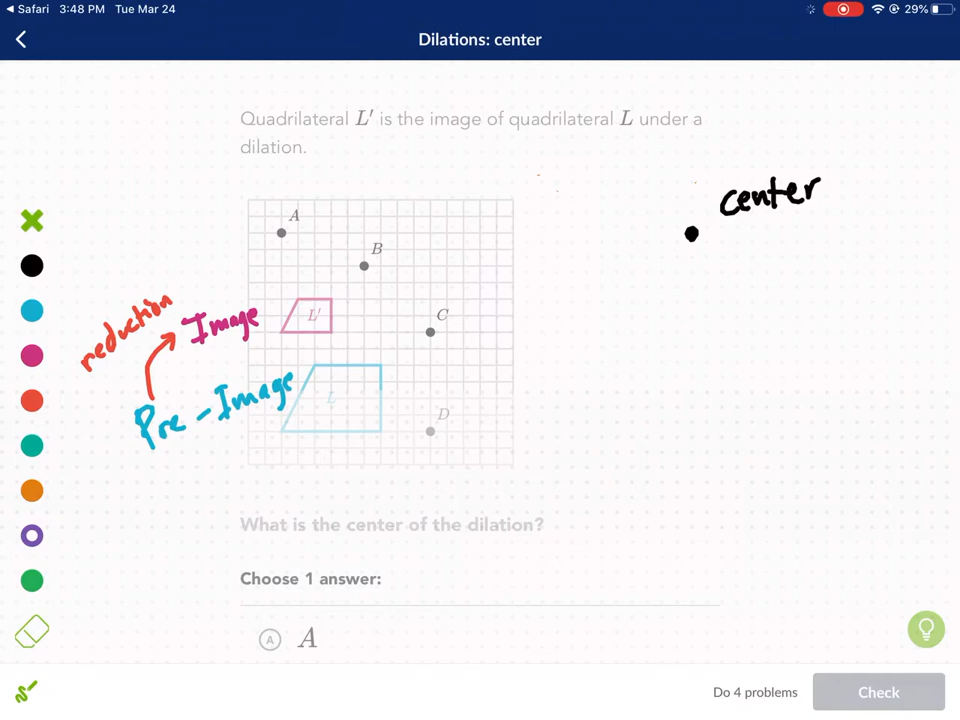 Safari 3:48 PM Tue Mar 24 29%
Dilations: center
Quadrilateral L' is the image of quadrilateral L under a
dilation.
center
A
B
reduction
Image
L'
C
Pre-Image
L
D
What is the center of the dilation?
Choose 1 answer:
A A
Do 4 problems Check